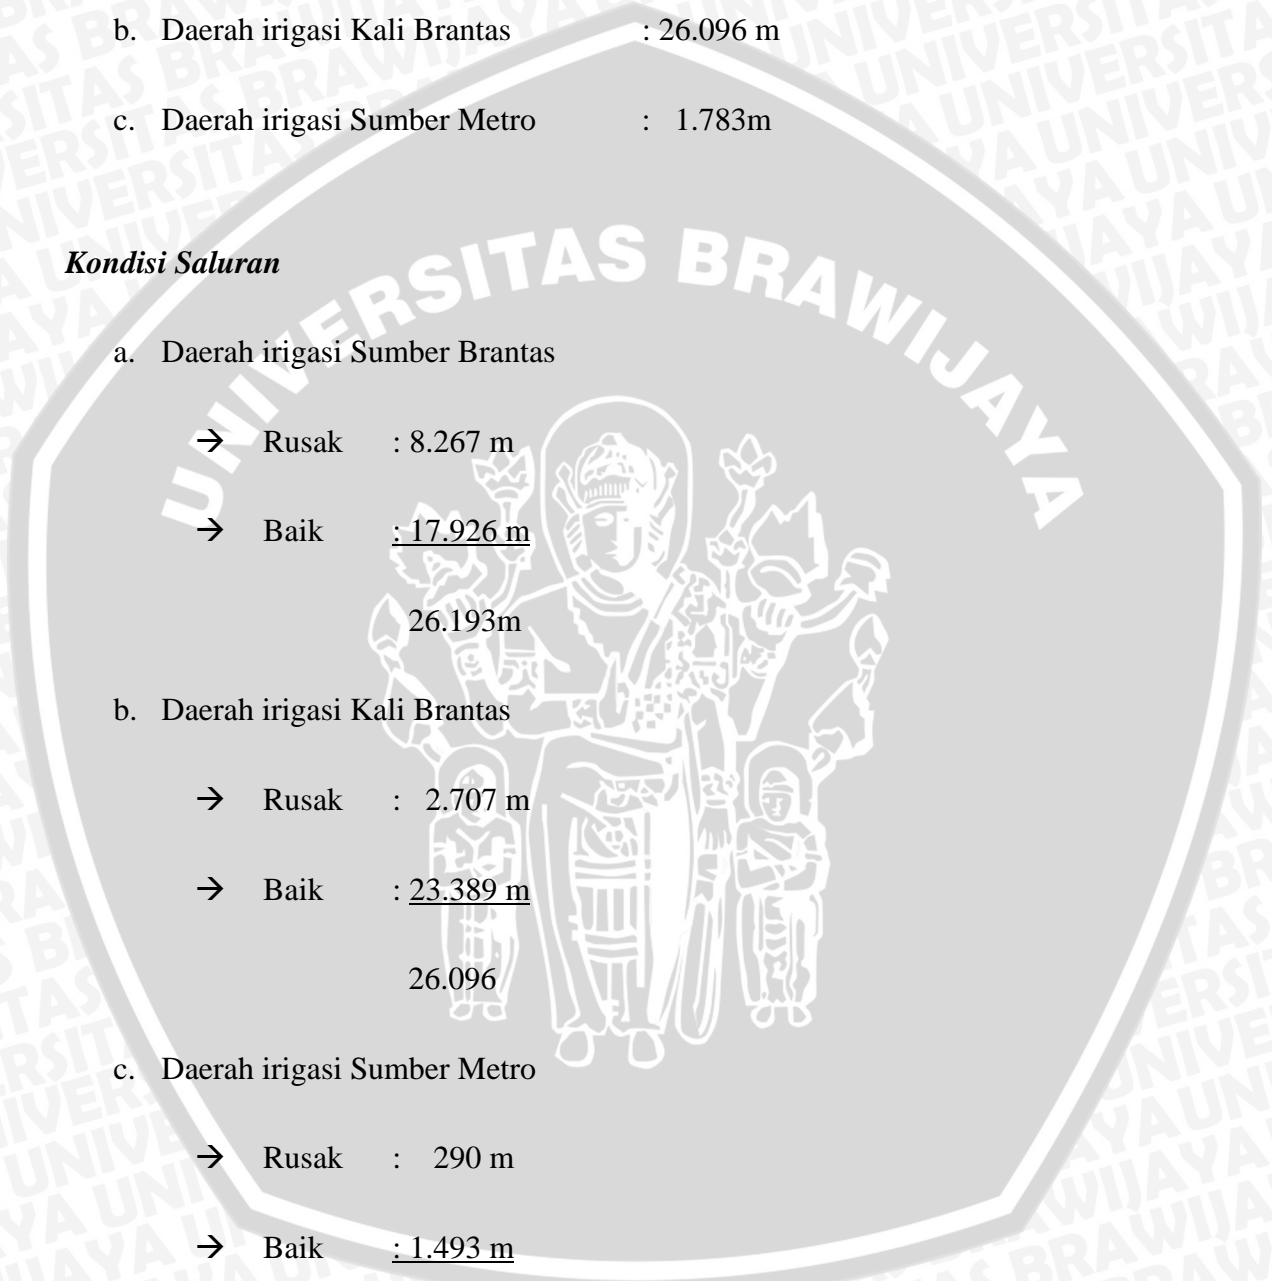 b. Daerah irigasi Kali Brantas : 26.096 m
c. Daerah irigasi Sumber Metro : 1.783m
Kondisi Saluran
UNIVERSITAS BRAWIJAYA
a. Daerah irigasi Sumber Brantas
→ Rusak : 8.267 m
→ Baik : 17.926 m
26.193m
b. Daerah irigasi Kali Brantas
→ Rusak : 2.707 m
→ Baik : 23.389 m
26.096
c. Daerah irigasi Sumber Metro
→ Rusak : 290 m
→ Baik : 1.493 m